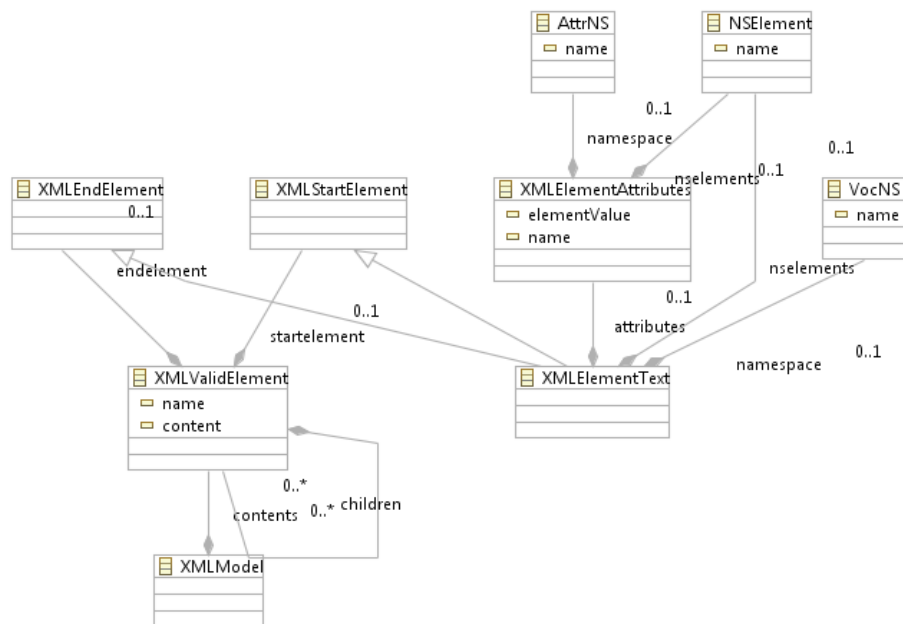 AttrNS
name
NSElement
name
0..1
namespace
0..1
XMLEndElement
0..1
XMLStartElement
XMLElementAttributes
elementValue
name
nselements
0..1
VocNS
name
endelement
nselements
0..1
startelement
0..1
attributes
namespace
0..1
XMLValidElement
name
content
XMLElementText
0..*
contents
0..*
children
XMLModel